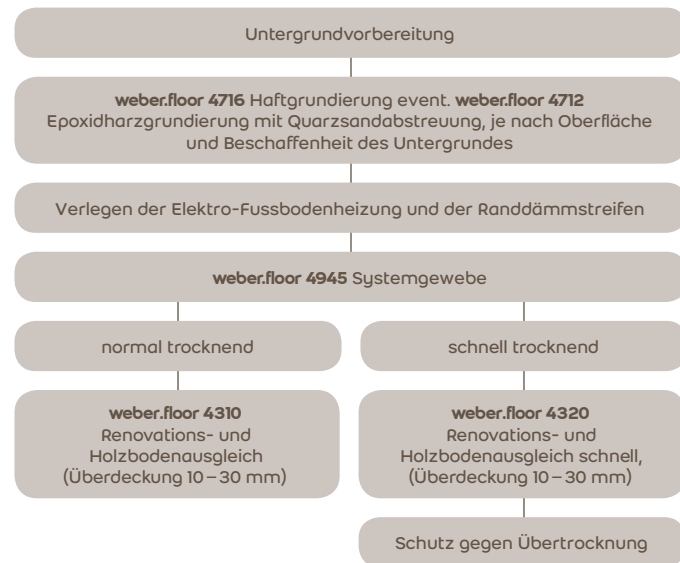 Untergrundvorbereitung
weber.floor 4716 Haftgrundierung event. weber.floor 4712
Epoxidharzgrundierung mit Quarzsandabstreuung, je nach Oberfläche
und Beschaffenheit des Untergrundes
Verlegen der Elektro-Fussbodenheizung und der Randdämmstreifen
weber.floor 4945 Systemgewebe
normal trocknend
schnell trocknend
weber.floor 4310
Renovations- und
Holzbodenausgleich
(Überdeckung 10 – 30 mm)
weber.floor 4320
Renovations- und
Holzbodenausgleich schnell,
(Überdeckung 10 – 30 mm)
Schutz gegen Übertrocknung